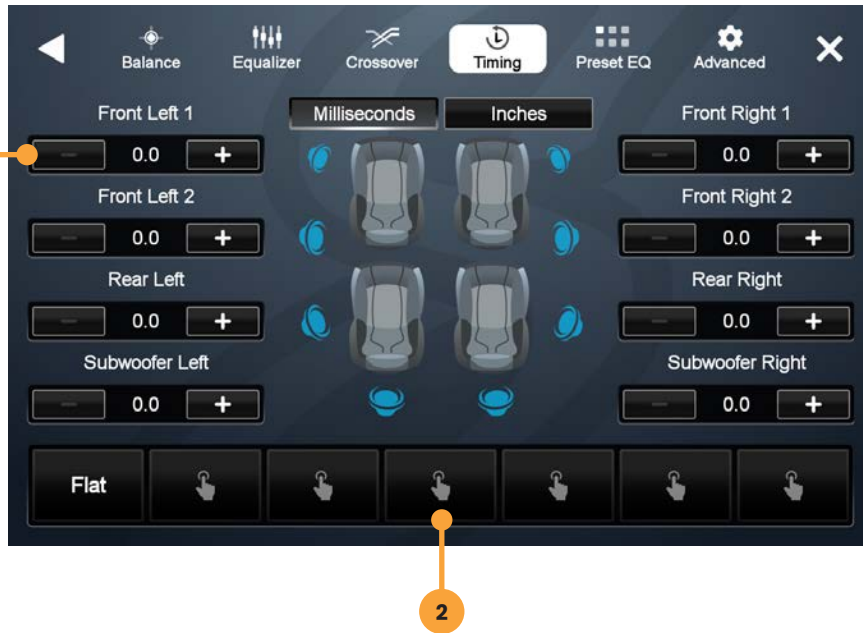 Balance
Equalizer
Crossover
Timing
Preset EQ
Advanced
Front Left 1
Milliseconds
Inches
Front Right 1
0.0
0.0
Front Left 2
Front Right 2
0.0
0.0
Rear Left
Rear Right
0.0
0.0
Subwoofer Left
Subwoofer Right
0.0
0.0
Flat
2